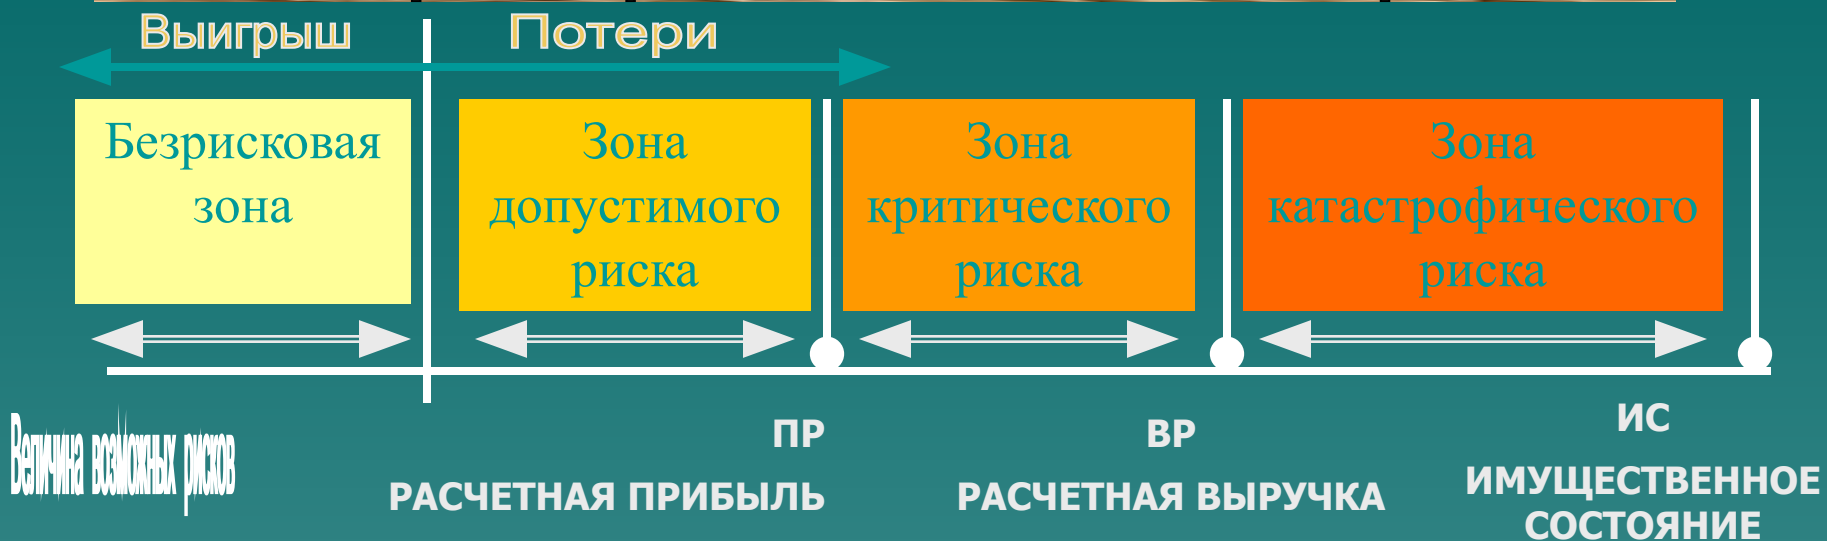 Выигрыш
Потери
Безрисковая
зона
Зона
допустимого
риска
Зона
критического
риска
Зона
катастрофического
риска
Величина возможных рисков
ПР
РАСЧЕТНАЯ ПРИБЫЛЬ
ВР
РАСЧЕТНАЯ ВЫРУЧКА
ИС
ИМУЩЕСТВЕННОЕ
СОСТОЯНИЕ